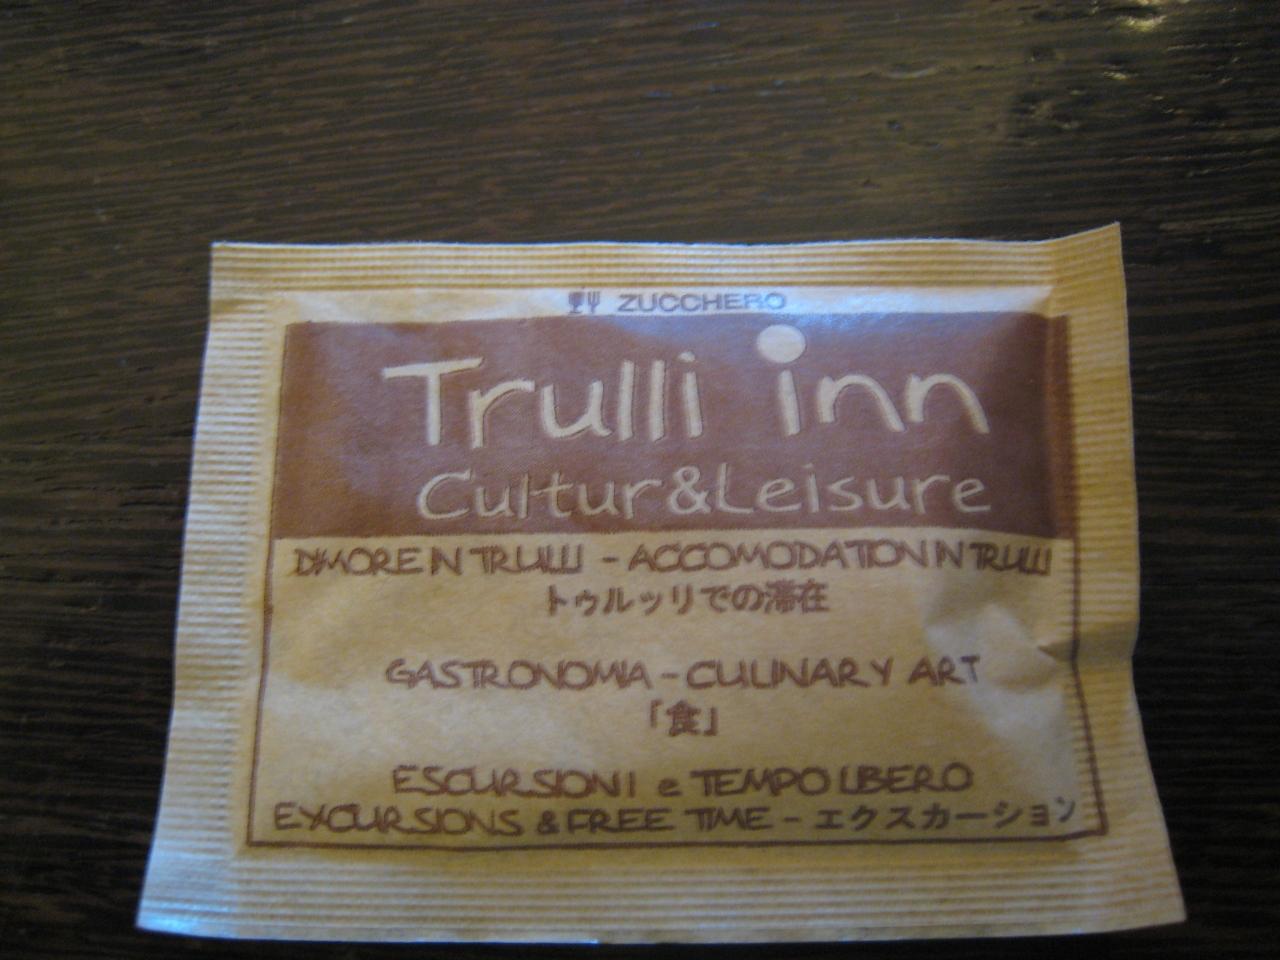 ZUCCHERO
Trulli inn
Cultur&Leisure
DIMORE IN TRULLI - ACCOMODATION IN TRULLI
トゥルッリでの滞在
GASTRONOMIA - CULINARY ART
「食」
ESCURSIONI e TEMPO LIBERO
EXCURSIONS & FREE TIME - エクスカーション